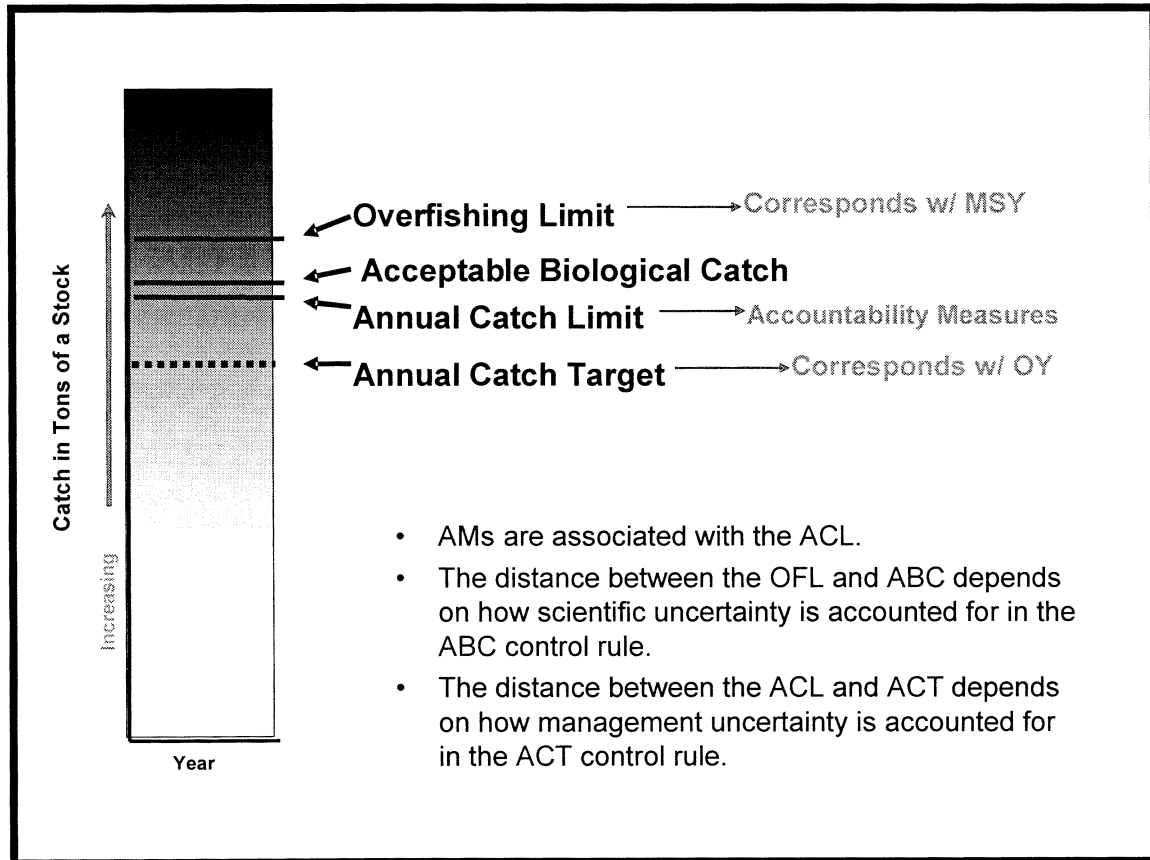 Overfishing Limit Corresponds w/ MSY
Acceptable Biological Catch
Annual Catch Limit Accountability Measures
Annual Catch Target Corresponds w/ OY
Catch in Tons of a Stock
Increasing
Year
• AMs are associated with the ACL.
• The distance between the OFL and ABC depends
on how scientific uncertainty is accounted for in the
ABC control rule.
• The distance between the ACL and ACT depends
on how management uncertainty is accounted for
in the ACT control rule.